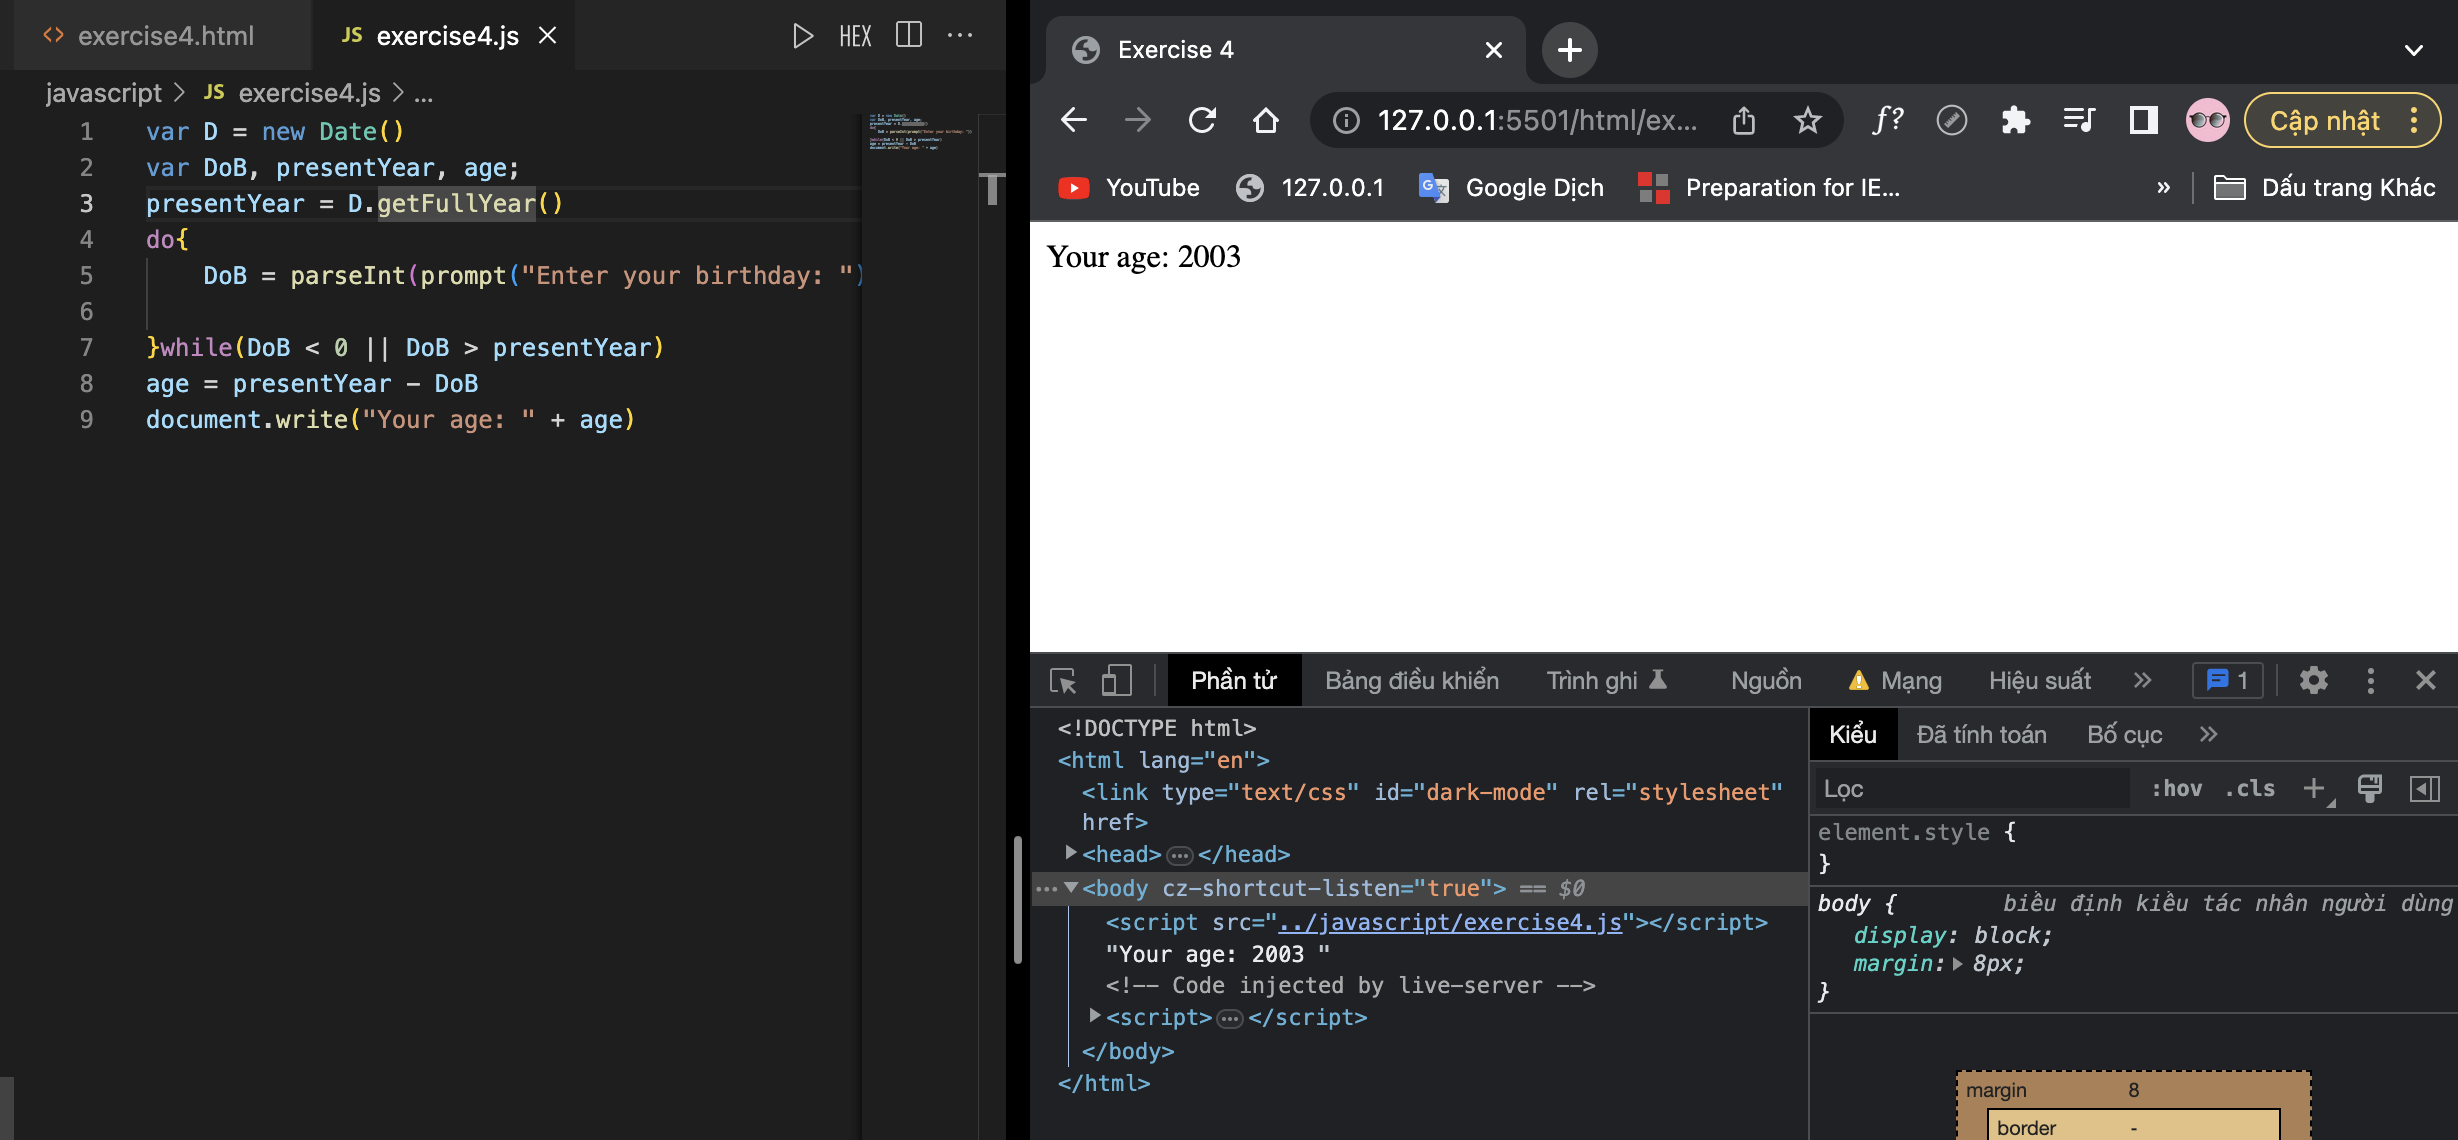 exercise4.html
JS exercise4.js
HEX
javascript > JS exercise4.js > ...
1 var D = new Date()
2 var DoB, presentYear, age;
3 presentYear = D.getFullYear()
4 do{
5 DoB = parseInt(prompt("Enter your birthday: ")
6
7 }while(DoB < 0 || DoB > presentYear)
8 age = presentYear - DoB
9 document.write("Your age: " + age)
Exercise 4
127.0.0.1:5501/html/ex...
f?
Cập nhật
YouTube
127.0.0.1
Google Dịch
Preparation for IE...
»
Dấu trang Khác
Your age: 2003
Phần tử
Bảng điều khiển
Trình ghi
Nguồn
Mạng
Hiệu suất
»
1
<!DOCTYPE html>
<html lang="en">
<link type="text/css" id="dark-mode" rel="stylesheet"
href>
<head>…</head>
<body cz-shortcut-listen="true"> == $0
<script src="../javascript/exercise4.js"></script>
"Your age: 2003 "
<!-- Code injected by live-server -->
<script>…</script>
</body>
</html>
Kiểu
Đã tính toán
Bố cục
»
Lọc
:hov
.cls
element.style {
}
body {
biểu định kiểu tác nhân người dùng
display: block;
margin: 8px;
}
margin 8
border -